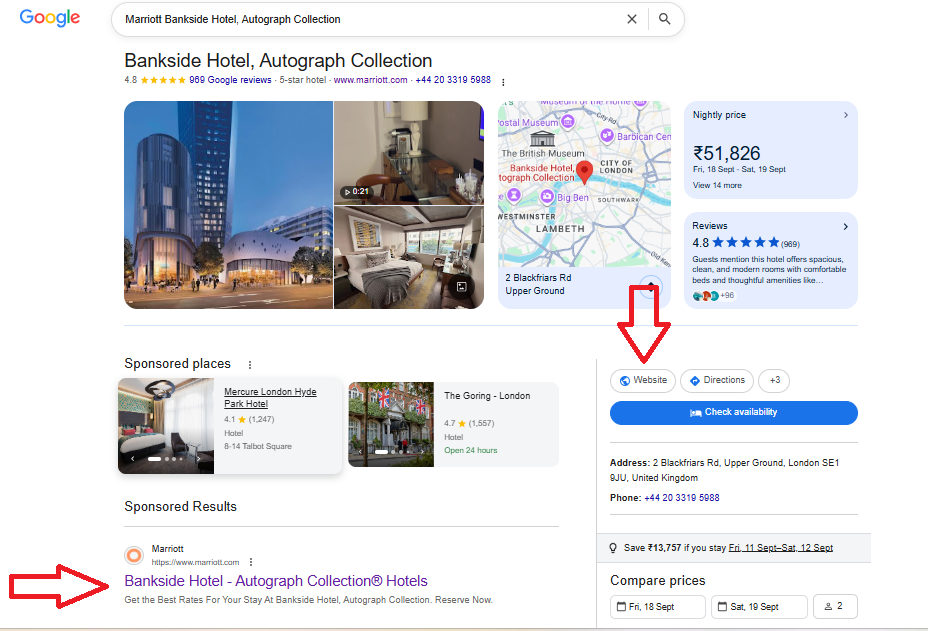 Google
Marriott Bankside Hotel, Autograph Collection
Bankside Hotel, Autograph Collection
4.8 969 Google reviews · 5-star hotel · www.marriott.com · +44 20 3319 5988
0:21
Museum of the Home
City Rd
Postal Museum
Barbican Cen
The British Museum
Bankside Hotel,
tograph Collection
CITY OF
LONDON
Big Ben
SOUTHWARK
WESTMINSTER
LAMBETH
Old Ken
2 Blackfriars Rd
Upper Ground
Nightly price
₹51,826
Fri, 18 Sept - Sat, 19 Sept
View 14 more
Reviews
4.8 (969)
Guests mention this hotel offers spacious,
clean, and modern rooms with comfortable
beds and thoughtful amenities like…
+96
Sponsored places
Mercure London Hyde
Park Hotel
4.1 (1,247)
Hotel
8-14 Talbot Square
The Goring - London
4.7 (1,557)
Hotel
Open 24 hours
Sponsored Results
Marriott
https://www.marriott.com
Bankside Hotel - Autograph Collection® Hotels
Get the Best Rates For Your Stay At Bankside Hotel, Autograph Collection. Reserve Now.
Website
Directions
+3
Check availability
Address: 2 Blackfriars Rd, Upper Ground, London SE1
9JU, United Kingdom
Phone: +44 20 3319 5988
Save ₹13,757 if you stay Fri, 11 Sept–Sat, 12 Sept
Compare prices
Fri, 18 Sept
Sat, 19 Sept
2